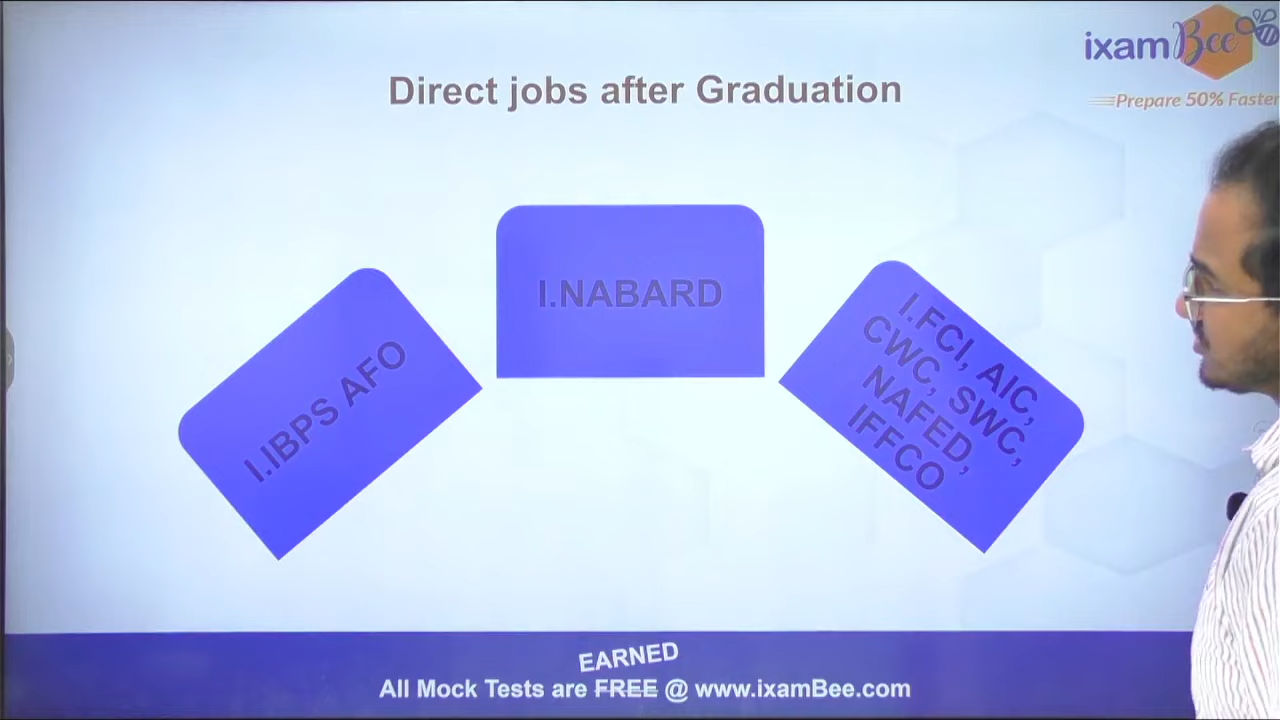 ixamBee
Prepare 50% Faster
Direct jobs after Graduation
I.IBPS AFO
I.NABARD
I.FCI, AIC,
CWC, SWC,
NAFED,
IFFCO
EARNED
All Mock Tests are FREE @ www.ixamBee.com